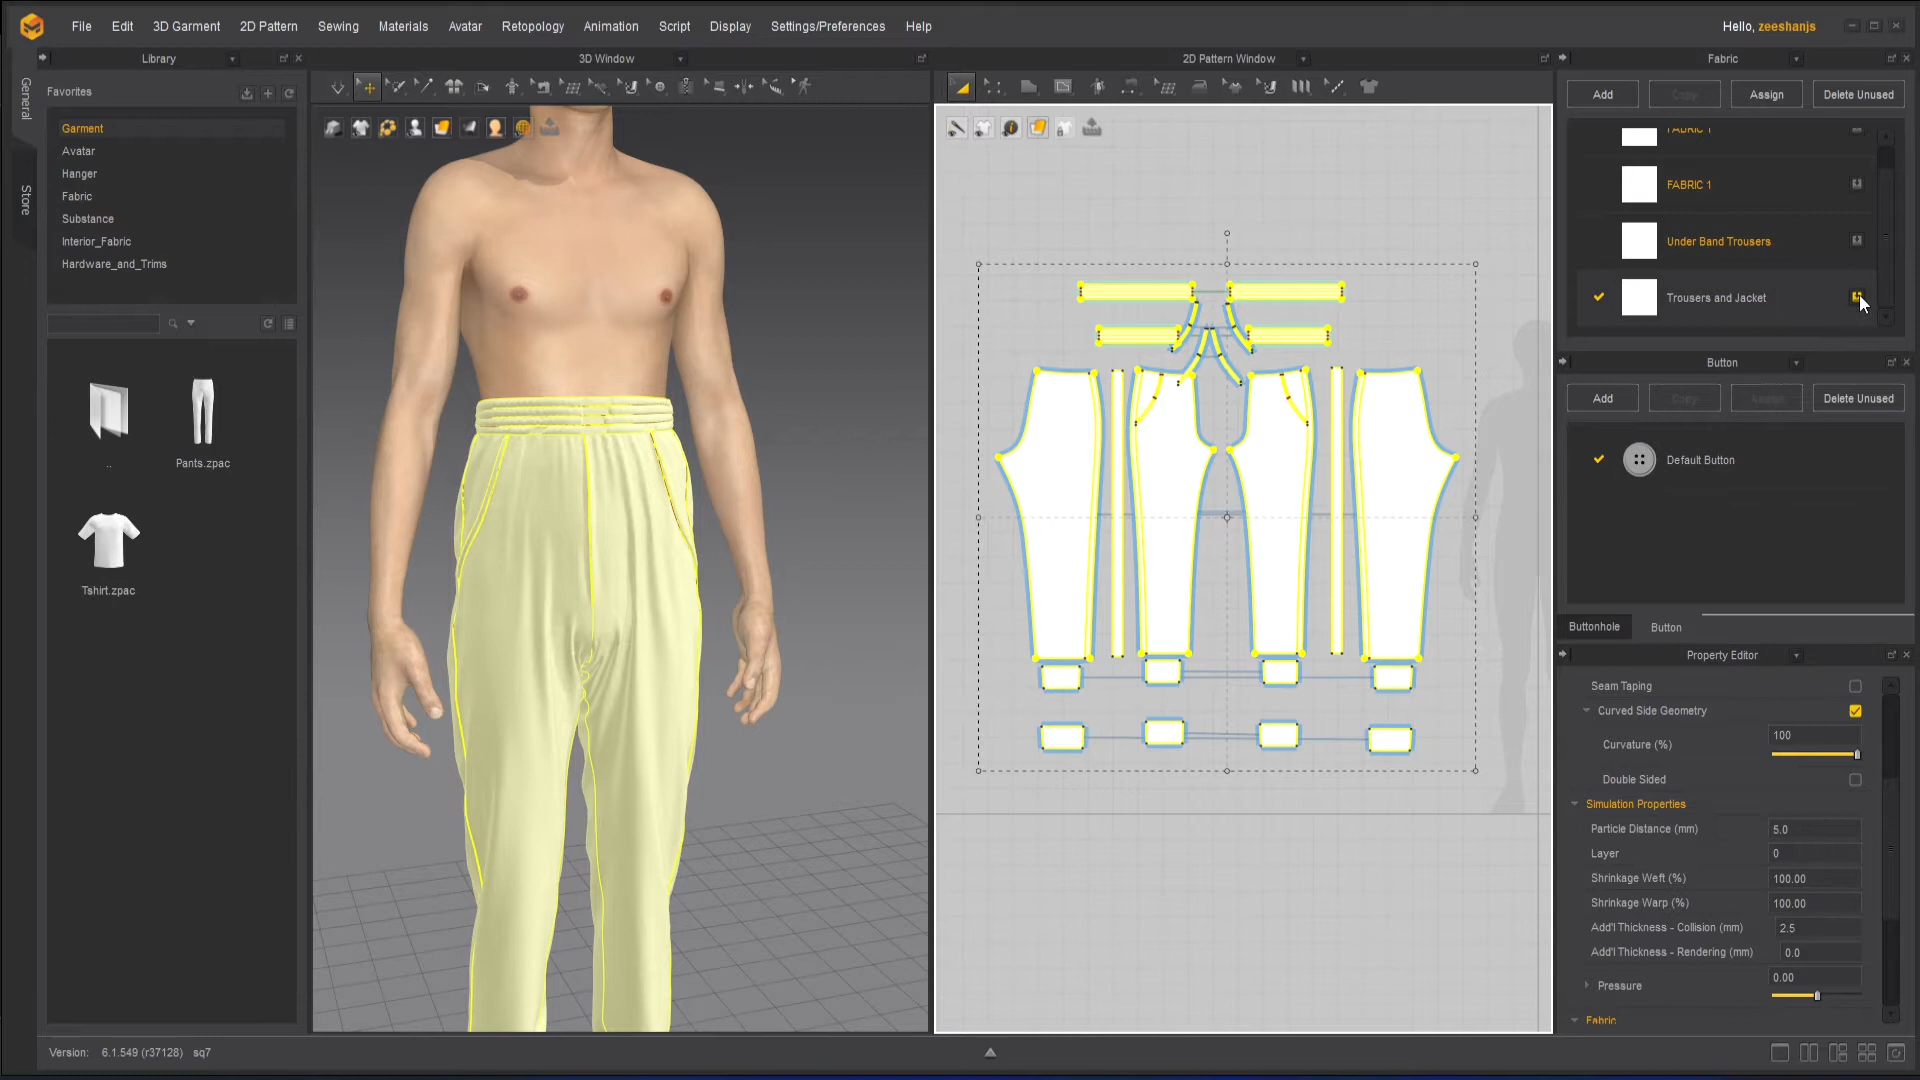 File Edit 3D Garment 2D Pattern Sewing Materials Avatar Retopology Animation Script Display Settings/Preferences Help
Hello, zeeshanjs
Library
3D Window
2D Pattern Window
Fabric
General
Store
Favorites
Garment
Avatar
Hanger
Fabric
Substance
Interior_Fabric
Hardware_and_Trims
..
Pants.zpac
Tshirt.zpac
Add Copy Assign Delete Unused
FABRIC 1
FABRIC 1
Under Band Trousers
Trousers and Jacket
Button
Add Copy Assign Delete Unused
Default Button
Buttonhole Button
Property Editor
Seam Taping
Curved Side Geometry
Curvature (%) 100
Double Sided
Simulation Properties
Particle Distance (mm) 5.0
Layer 0
Shrinkage Weft (%) 100.00
Shrinkage Warp (%) 100.00
Add'l Thickness - Collision (mm) 2.5
Add'l Thickness - Rendering (mm) 0.0
Pressure 0.00
Fabric
Version: 6.1.549 (r37128) sq7